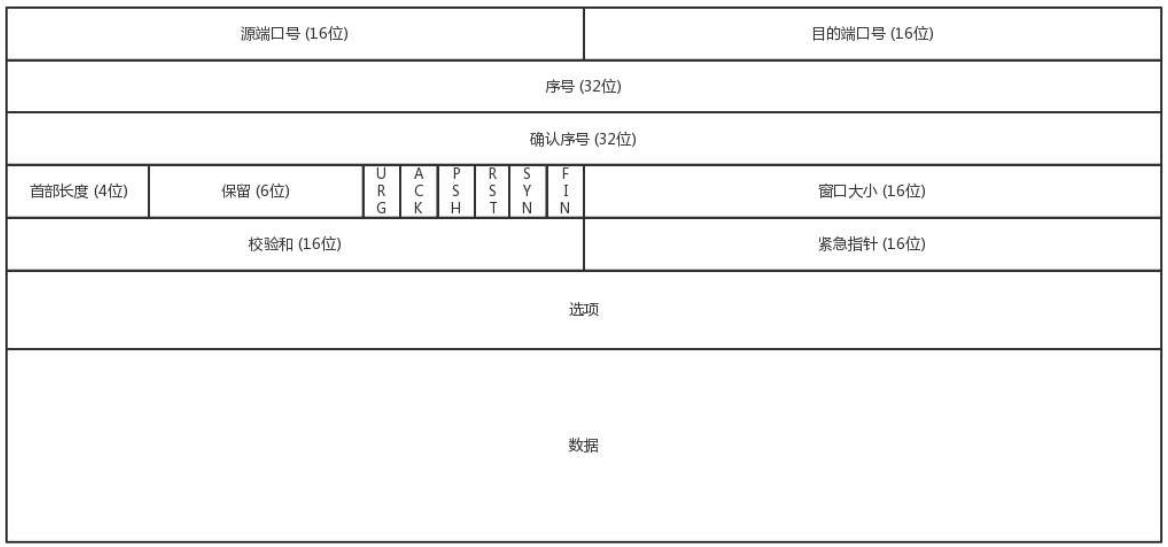 源端口号 (16位) 目的端口号 (16位)
序号 (32位)
确认序号 (32位)
首部长度 (4位) 保留 (6位) URG ACK PSH RST SYN FIN 窗口大小 (16位)
校验和 (16位) 紧急指针 (16位)
选项
数据